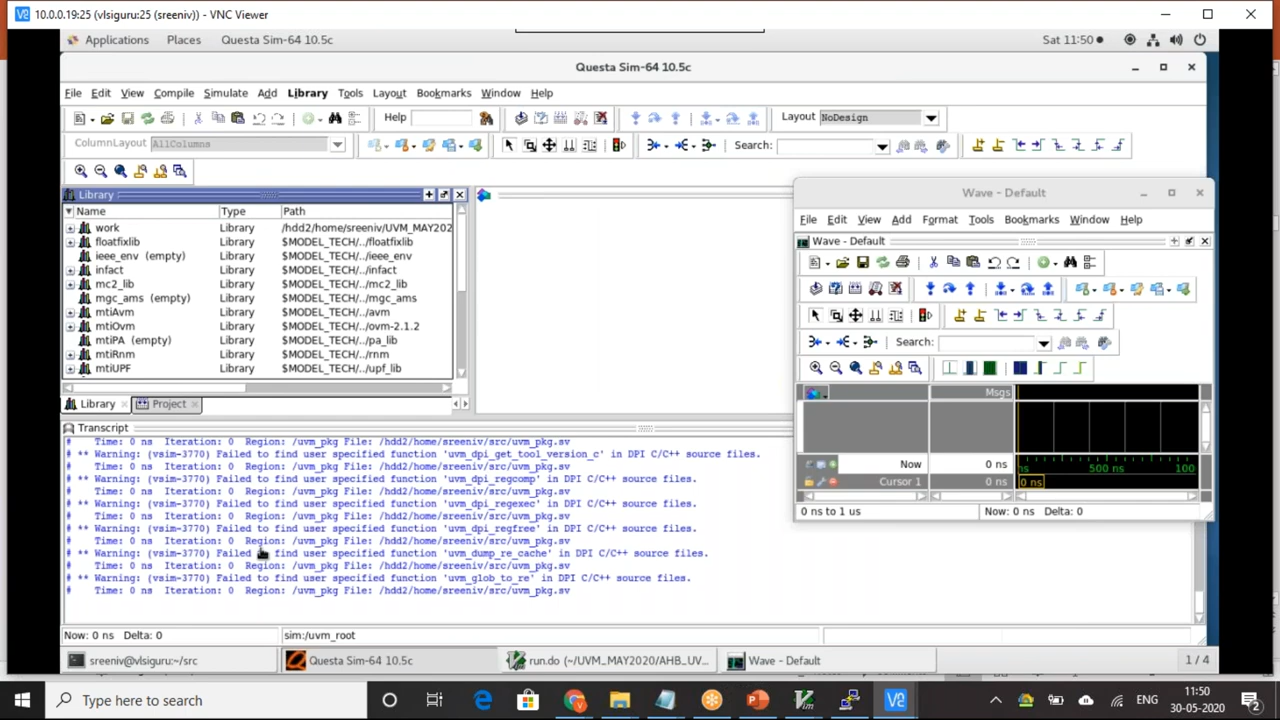 10.0.0.19:25 (vlsiguru:25 (sreeniv)) - VNC Viewer
Applications Places Questa Sim-64 10.5c Sat 11:50
Questa Sim-64 10.5c
File Edit View Compile Simulate Add Library Tools Layout Bookmarks Window Help
Help Layout NoDesign
ColumnLayout AllColumns Search:
Library
Name Type Path
work Library /hdd2/home/sreeniv/UVM_MAY202
floatfixlib Library $MODEL_TECH/../floatfixlib
ieee_env (empty) Library $MODEL_TECH/../ieee_env
infact Library $MODEL_TECH/../infact
mc2_lib Library $MODEL_TECH/../mc2_lib
mgc_ams (empty) Library $MODEL_TECH/../mgc_ams
mtiAvm Library $MODEL_TECH/../avm
mtiOvm Library $MODEL_TECH/../ovm-2.1.2
mtiPA (empty) Library $MODEL_TECH/../pa_lib
mtiRnm Library $MODEL_TECH/../rnm
mtiUPF Library $MODEL_TECH/../upf_lib
Library Project
Wave - Default
File Edit View Add Format Tools Bookmarks Window Help
Wave - Default
Search:
Msgs
Now 0 ns ns 500 ns 100
Cursor 1 0 ns 0 ns
0 ns to 1 us Now: 0 ns Delta: 0
Transcript
# Time: 0 ns Iteration: 0 Region: /uvm_pkg File: /hdd2/home/sreeniv/src/uvm_pkg.sv
# ** Warning: (vsim-3770) Failed to find user specified function 'uvm_dpi_get_tool_version_c' in DPI C/C++ source files.
# Time: 0 ns Iteration: 0 Region: /uvm_pkg File: /hdd2/home/sreeniv/src/uvm_pkg.sv
# ** Warning: (vsim-3770) Failed to find user specified function 'uvm_dpi_regcomp' in DPI C/C++ source files.
# Time: 0 ns Iteration: 0 Region: /uvm_pkg File: /hdd2/home/sreeniv/src/uvm_pkg.sv
# ** Warning: (vsim-3770) Failed to find user specified function 'uvm_dpi_regexec' in DPI C/C++ source files.
# Time: 0 ns Iteration: 0 Region: /uvm_pkg File: /hdd2/home/sreeniv/src/uvm_pkg.sv
# ** Warning: (vsim-3770) Failed to find user specified function 'uvm_dpi_regfree' in DPI C/C++ source files.
# Time: 0 ns Iteration: 0 Region: /uvm_pkg File: /hdd2/home/sreeniv/src/uvm_pkg.sv
# ** Warning: (vsim-3770) Failed to find user specified function 'uvm_dump_re_cache' in DPI C/C++ source files.
# Time: 0 ns Iteration: 0 Region: /uvm_pkg File: /hdd2/home/sreeniv/src/uvm_pkg.sv
# ** Warning: (vsim-3770) Failed to find user specified function 'uvm_glob_to_re' in DPI C/C++ source files.
# Time: 0 ns Iteration: 0 Region: /uvm_pkg File: /hdd2/home/sreeniv/src/uvm_pkg.sv
Now: 0 ns Delta: 0 sim:/uvm_root
sreeniv@vlsiguru:~/src Questa Sim-64 10.5c run.do (~/UVM_MAY2020/AHB_UV... Wave - Default 1 / 4
Type here to search ENG 11:50
30-05-2020 2